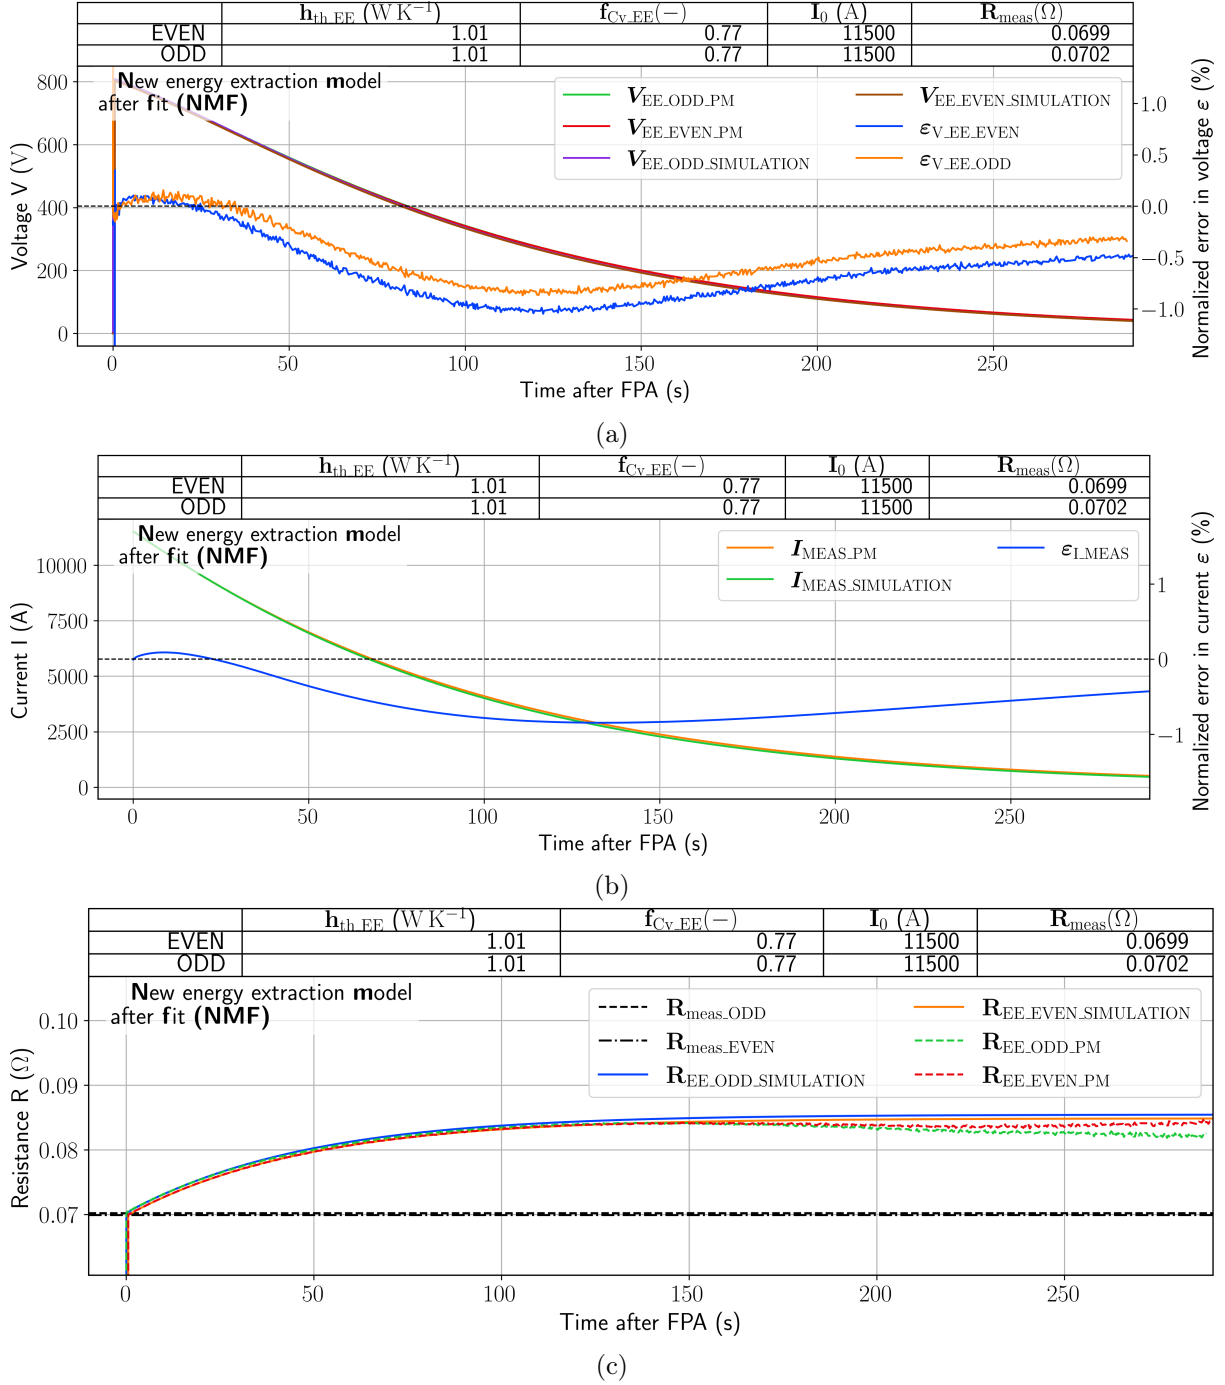 h_th_EE (W K⁻¹) f_Cv_EE(−) I₀ (A) R_meas(Ω)
EVEN 1.01 0.77 11500 0.0699
ODD 1.01 0.77 11500 0.0702
New energy extraction model
after fit (NMF)
V_EE_ODD_PM
V_EE_EVEN_PM
V_EE_ODD_SIMULATION
V_EE_EVEN_SIMULATION
ε_V_EE_EVEN
ε_V_EE_ODD
Voltage V (V)
800
600
400
200
0
1.0
0.5
0.0
−0.5
−1.0
Normalized error in voltage ε (%)
0 50 100 150 200 250
Time after FPA (s)
(a)
h_th_EE (W K⁻¹) f_Cv_EE(−) I₀ (A) R_meas(Ω)
EVEN 1.01 0.77 11500 0.0699
ODD 1.01 0.77 11500 0.0702
New energy extraction model
after fit (NMF)
I_MEAS_PM
I_MEAS_SIMULATION
ε_I_MEAS
Current I (A)
10000
7500
5000
2500
0
1
0
−1
Normalized error in current ε (%)
0 50 100 150 200 250
Time after FPA (s)
(b)
h_th_EE (W K⁻¹) f_Cv_EE(−) I₀ (A) R_meas(Ω)
EVEN 1.01 0.77 11500 0.0699
ODD 1.01 0.77 11500 0.0702
New energy extraction model
after fit (NMF)
R_meas_ODD
R_meas_EVEN
R_EE_ODD_SIMULATION
R_EE_EVEN_SIMULATION
R_EE_ODD_PM
R_EE_EVEN_PM
Resistance R (Ω)
0.10
0.09
0.08
0.07
0 50 100 150 200 250
Time after FPA (s)
(c)